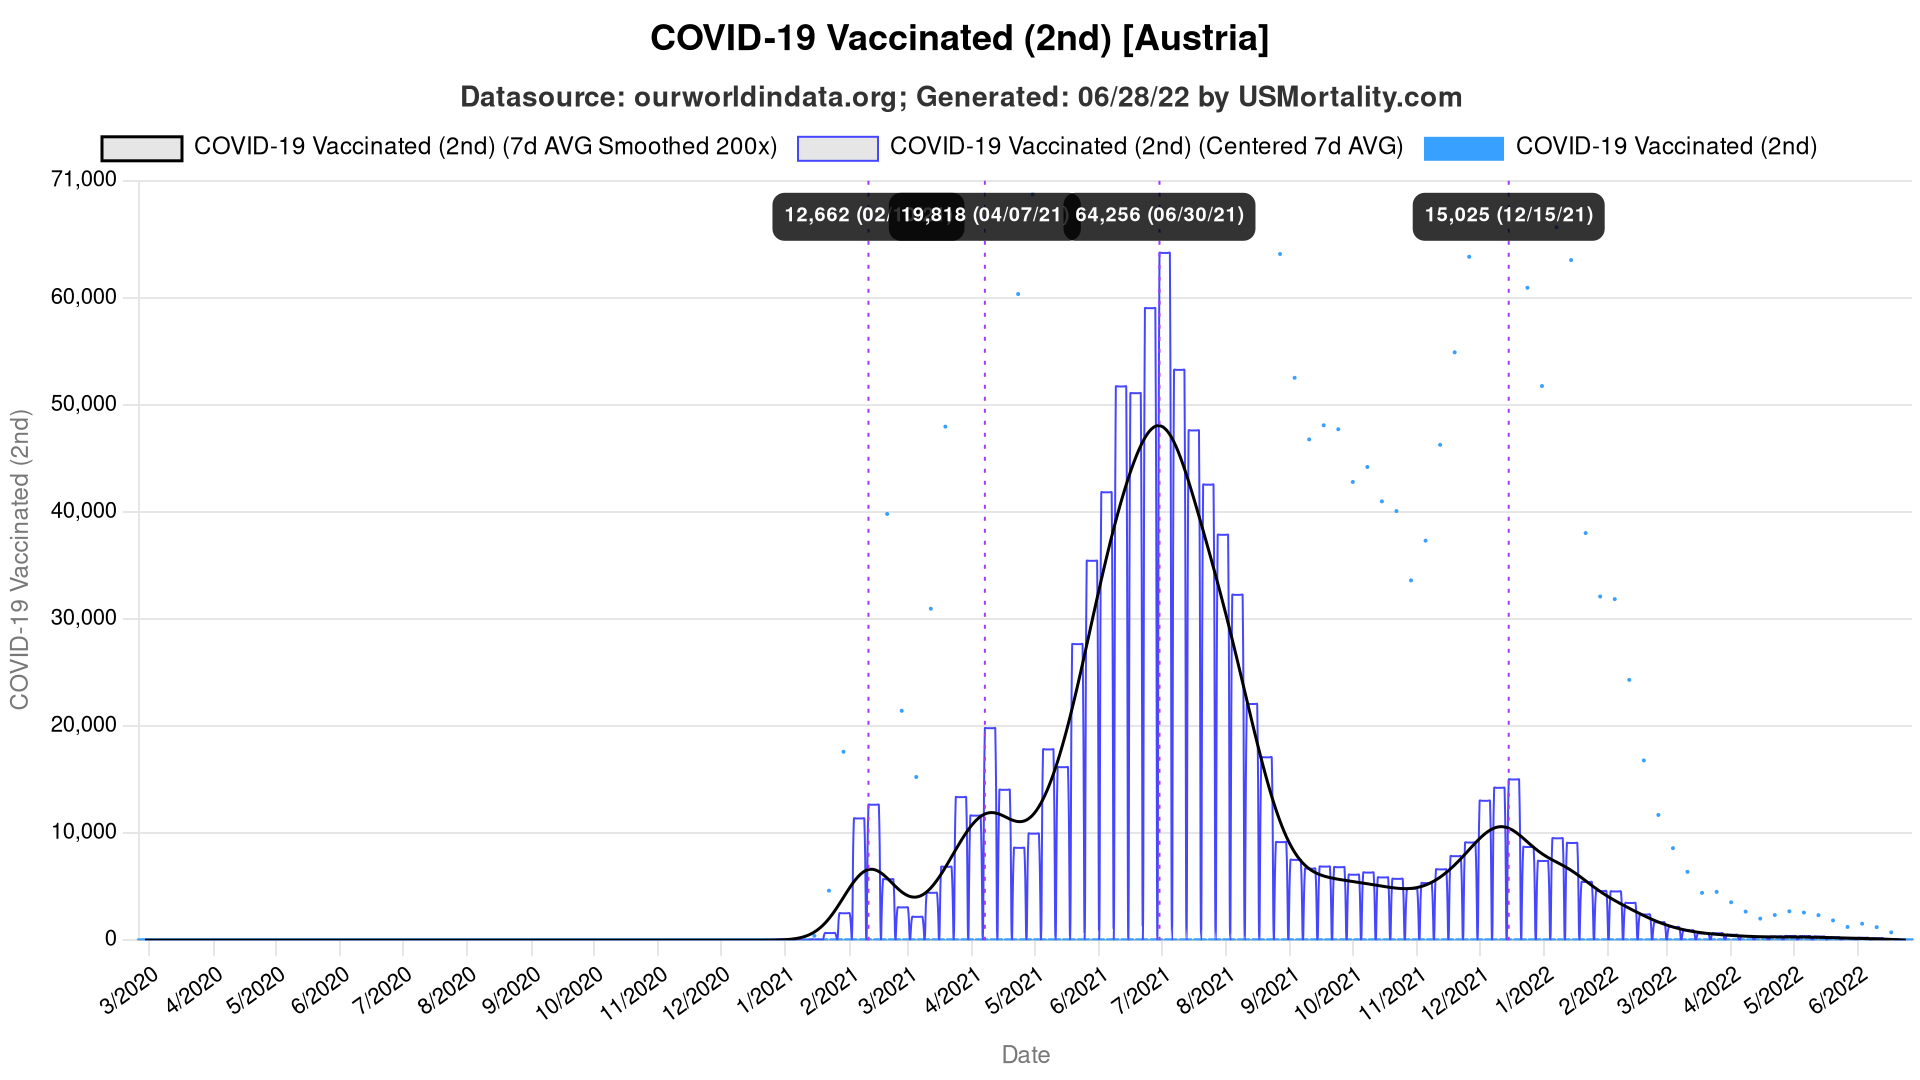 COVID-19 Vaccinated (2nd) [Austria]
Datasource: ourworldindata.org; Generated: 06/28/22 by USMortality.com
COVID-19 Vaccinated (2nd) (7d AVG Smoothed 200x) COVID-19 Vaccinated (2nd) (Centered 7d AVG) COVID-19 Vaccinated (2nd)
71,000
12,662 (02/ 19,818 (04/07/21) 64,256 (06/30/21) 15,025 (12/15/21)
60,000
50,000
40,000
30,000
20,000
10,000
0
COVID-19 Vaccinated (2nd)
3/2020 4/2020 5/2020 6/2020 7/2020 8/2020 9/2020 10/2020 11/2020 12/2020 1/2021 2/2021 3/2021 4/2021 5/2021 6/2021 7/2021 8/2021 9/2021 10/2021 11/2021 12/2021 1/2022 2/2022 3/2022 4/2022 5/2022 6/2022
Date